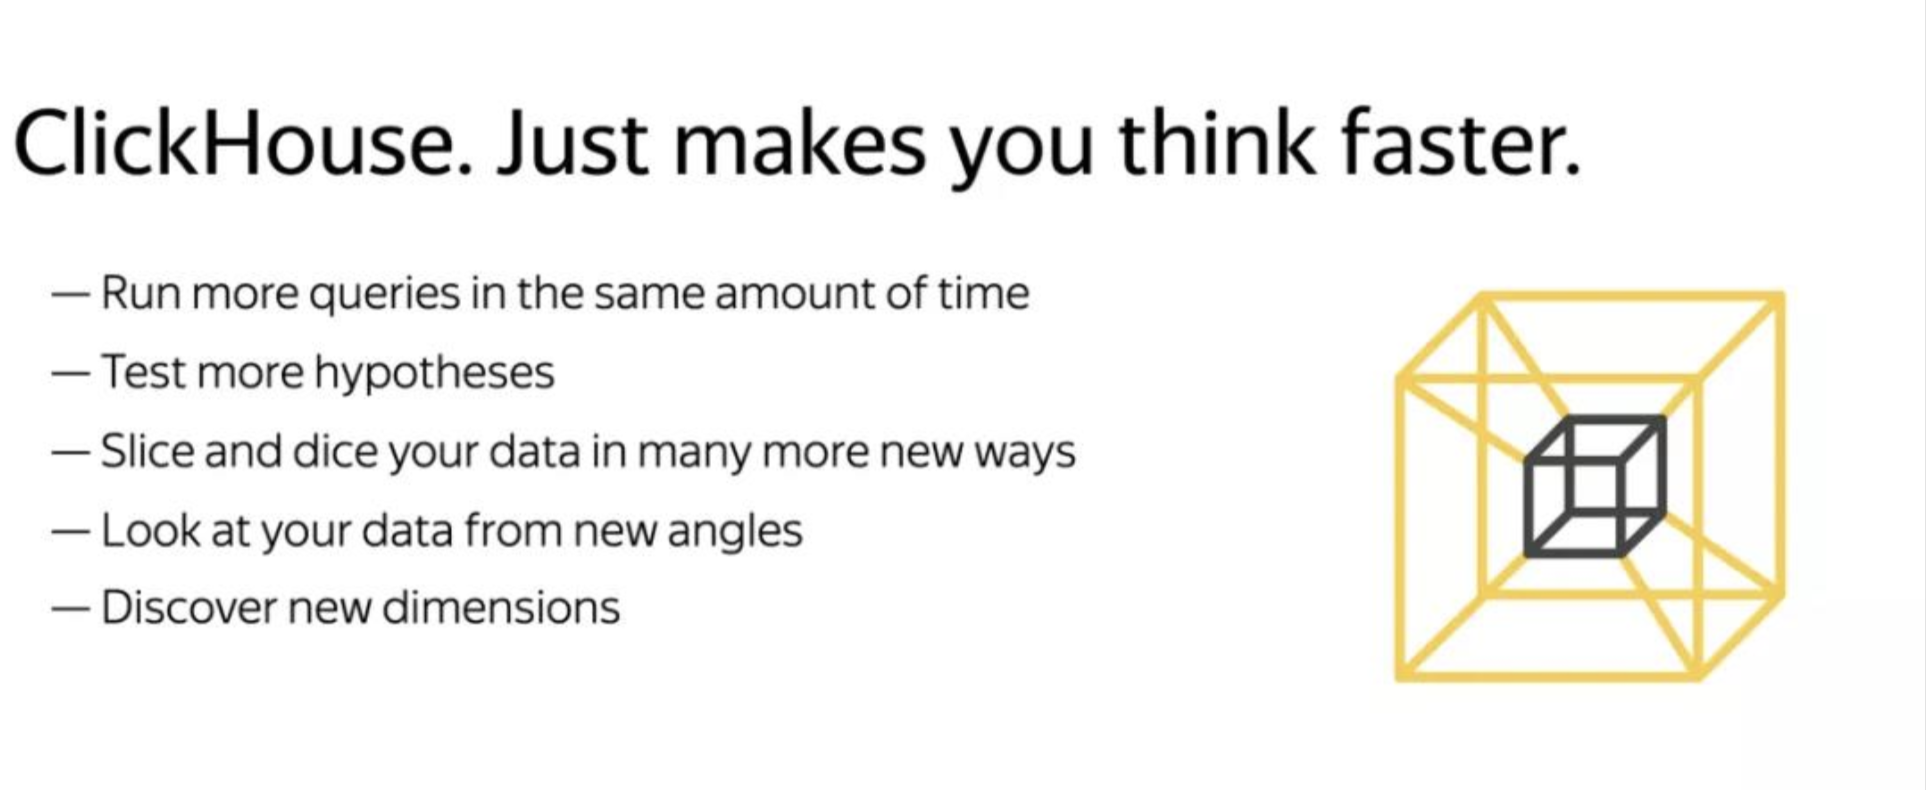 ClickHouse. Just makes you think faster.
— Run more queries in the same amount of time
— Test more hypotheses
— Slice and dice your data in many more new ways
— Look at your data from new angles
— Discover new dimensions